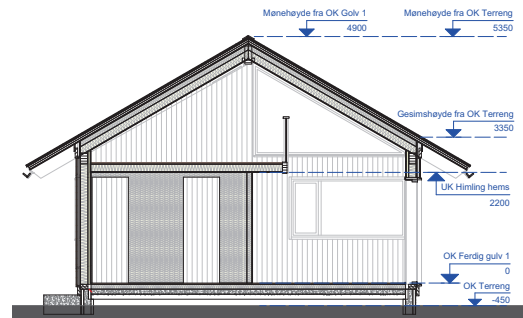 Mønehøyde fra OK Golv 1
4900
Mønehøyde fra OK Terreng
5350
Gesimshøyde fra OK Terreng
3350
UK Himling hems
2200
OK Ferdig gulv 1
0
OK Terreng
-450